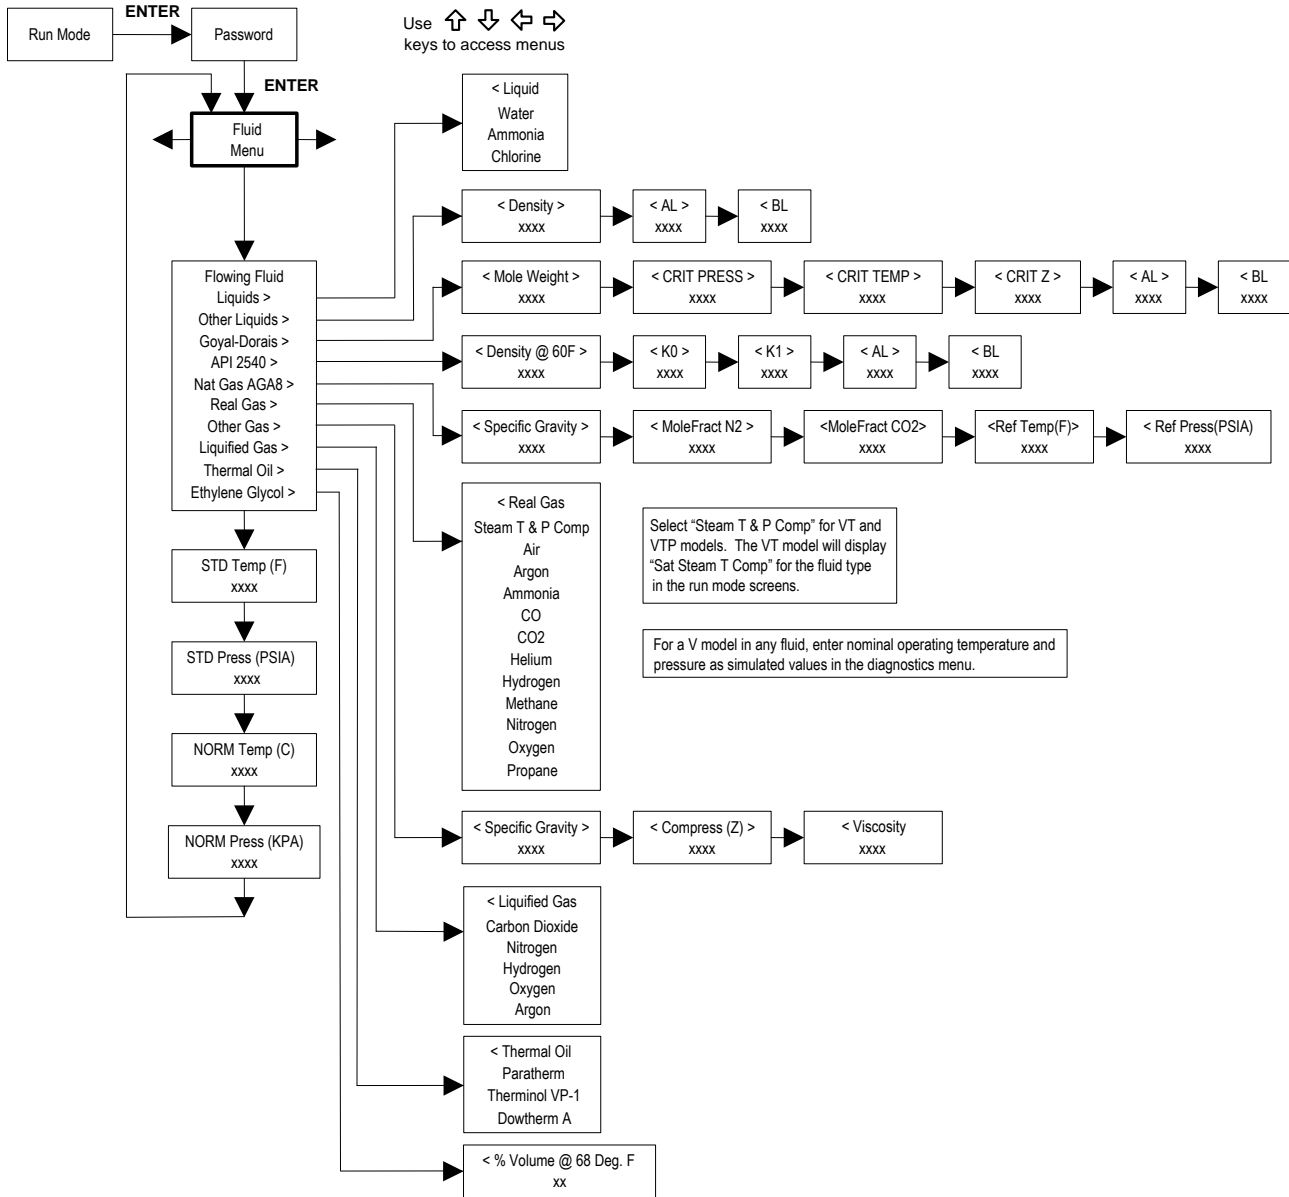 ENTER
Run Mode
Password
Use
keys to access menus
ENTER
Fluid
Menu
< Liquid
Water
Ammonia
Chlorine
< Density >
xxxx
< AL >
xxxx
< BL
xxxx
Flowing Fluid
Liquids >
Other Liquids >
Goyal-Dorais >
API 2540 >
Nat Gas AGA8 >
Real Gas >
Other Gas >
Liquified Gas >
Thermal Oil >
Ethylene Glycol >
< Mole Weight >
xxxx
< CRIT PRESS >
xxxx
< CRIT TEMP >
xxxx
< CRIT Z >
xxxx
< AL >
xxxx
< BL
xxxx
< Density @ 60F >
xxxx
< K0 >
xxxx
< K1 >
xxxx
< AL >
xxxx
< BL
xxxx
< Specific Gravity >
xxxx
< MoleFract N2 >
xxxx
<MoleFract CO2>
xxxx
<Ref Temp(F)>
xxxx
< Ref Press(PSIA)
xxxx
< Real Gas
Steam T & P Comp
Air
Argon
Ammonia
CO
CO2
Helium
Hydrogen
Methane
Nitrogen
Oxygen
Propane
Select “Steam T & P Comp” for VT and
VTP models. The VT model will display
“Sat Steam T Comp” for the fluid type
in the run mode screens.
For a V model in any fluid, enter nominal operating temperature and
pressure as simulated values in the diagnostics menu.
STD Temp (F)
xxxx
STD Press (PSIA)
xxxx
NORM Temp (C)
xxxx
NORM Press (KPA)
xxxx
< Specific Gravity >
xxxx
< Compress (Z) >
xxxx
< Viscosity
xxxx
< Liquified Gas
Carbon Dioxide
Nitrogen
Hydrogen
Oxygen
Argon
< Thermal Oil
Paratherm
Therminol VP-1
Dowtherm A
< % Volume @ 68 Deg. F
xx